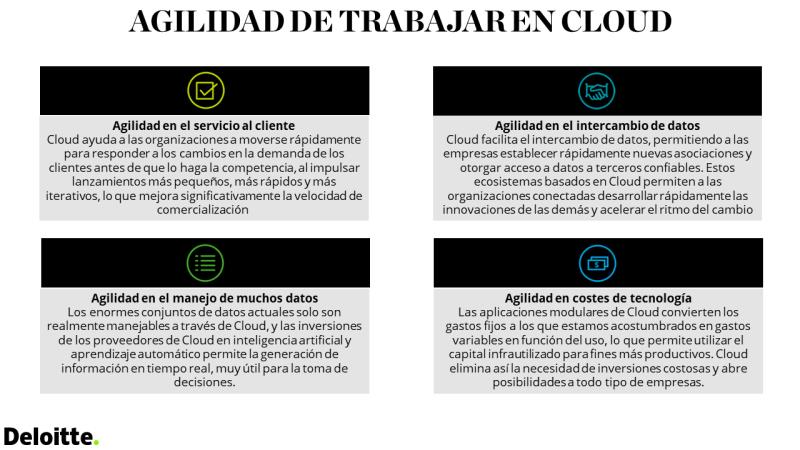 AGILIDAD DE TRABAJAR EN CLOUD
Agilidad en el servicio al cliente
Cloud ayuda a las organizaciones a moverse rápidamente
para responder a los cambios en la demanda de los
clientes antes de que lo haga la competencia, al impulsar
lanzamientos más pequeños, más rápidos y más
iterativos, lo que mejora significativamente la velocidad de
comercialización
Agilidad en el intercambio de datos
Cloud facilita el intercambio de datos, permitiendo a las
empresas establecer rápidamente nuevas asociaciones y
otorgar acceso a datos a terceros confiables. Estos
ecosistemas basados en Cloud permiten a las
organizaciones conectadas desarrollar rápidamente las
innovaciones de las demás y acelerar el ritmo del cambio
Agilidad en el manejo de muchos datos
Los enormes conjuntos de datos actuales solo son
realmente manejables a través de Cloud, y las inversiones
de los proveedores de Cloud en inteligencia artificial y
aprendizaje automático permite la generación de
información en tiempo real, muy útil para la toma de
decisiones.
$
Agilidad en costes de tecnología
Las aplicaciones modulares de Cloud convierten los
gastos fijos a los que estamos acostumbrados en gastos
variables en función del uso, lo que permite utilizar el
capital infrautilizado para fines más productivos. Cloud
elimina así la necesidad de inversiones costosas y abre
posibilidades a todo tipo de empresas.
Deloitte.